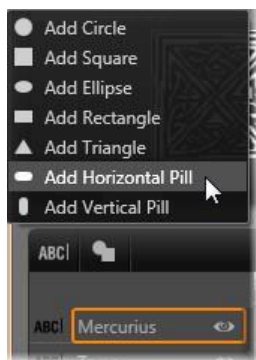 Add Circle
Add Square
Add Ellipse
Add Rectangle
Add Triangle
Add Horizontal Pill
Add Vertical Pill
ABC
ABC Mercurius